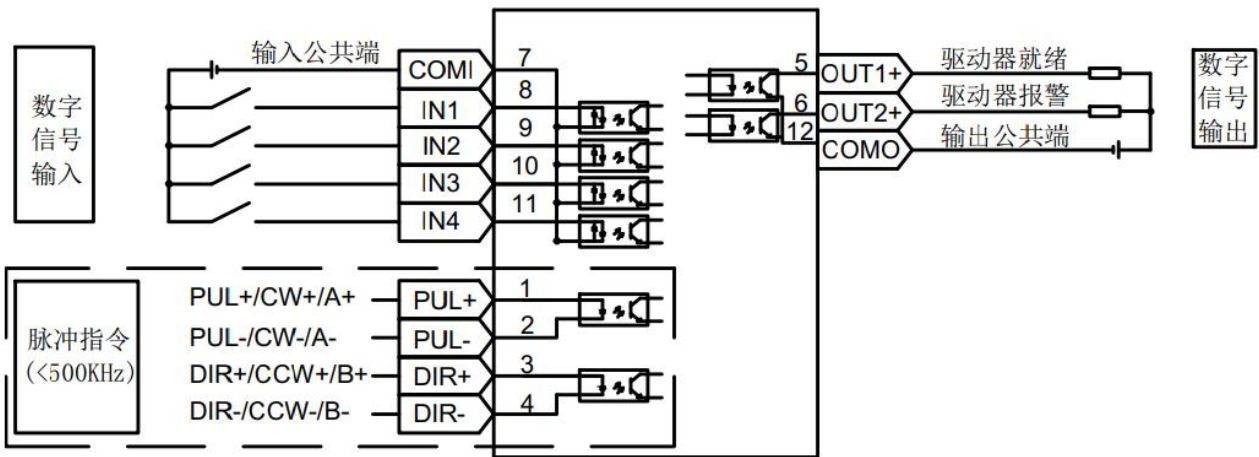 数字
信号
输入
输入公共端
COMI
7
IN1
8
IN2
9
IN3
10
IN4
11
5
OUT1+
驱动器就绪
6
OUT2+
驱动器报警
12
COMO
输出公共端
数字
信号
输出
脉冲指令
(<500KHz)
PUL+/CW+/A+
PUL+
1
PUL-/CW-/A-
PUL-
2
DIR+/CCW+/B+
DIR+
3
DIR-/CCW-/B-
DIR-
4